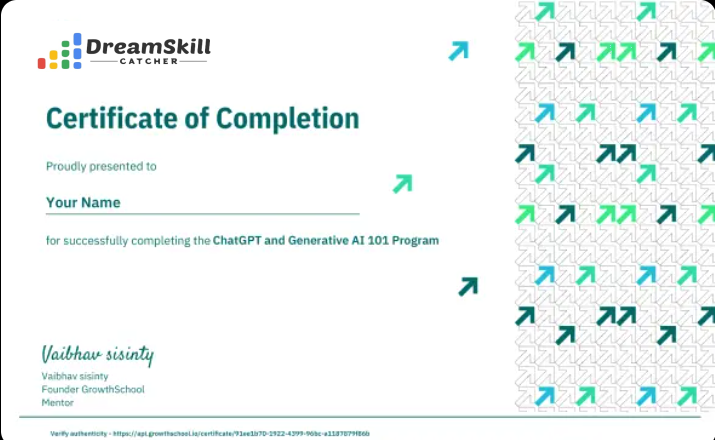 DreamSkill
CATCHER
Certificate of Completion
Proudly presented to
Your Name
for successfully completing the ChatGPT and Generative AI 101 Program
Vaibhav sisinty
Vaibhav sisinty
Founder GrowthSchool
Mentor
Verify authenticity - https://api.growthschool.io/certificate/91ee1b70-2922-4399-96bc-a1187879f86b